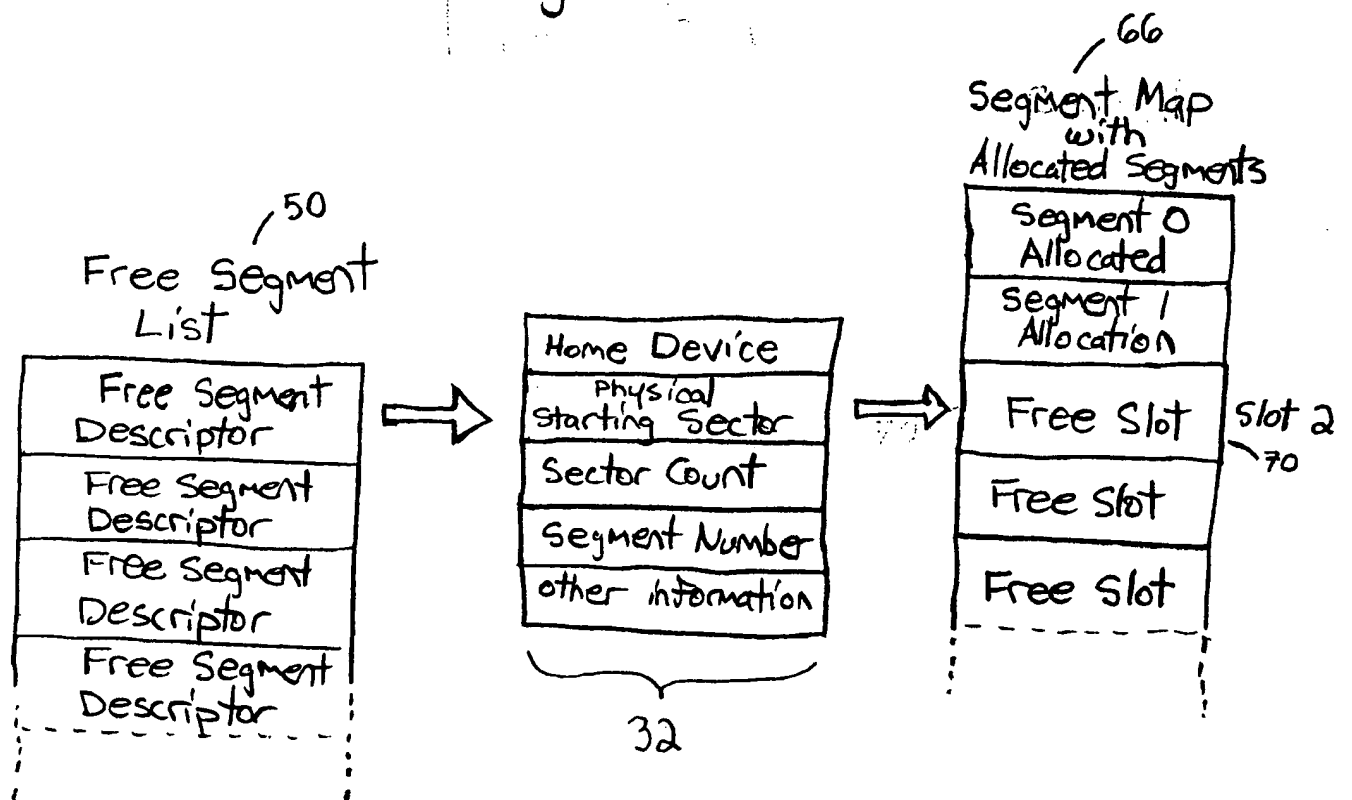 50
Free Segment
List
Free Segment
Descriptor
Free Segment
Descriptor
Free Segment
Descriptor
Free Segment
Descriptor
Home Device
Physical
Starting Sector
Sector Count
Segment Number
other information
32
66
Segment Map
with
Allocated Segments
Segment 0
Allocated
Segment 1
Allocation
Free Slot
Slot 2
70
Free Slot
Free Slot